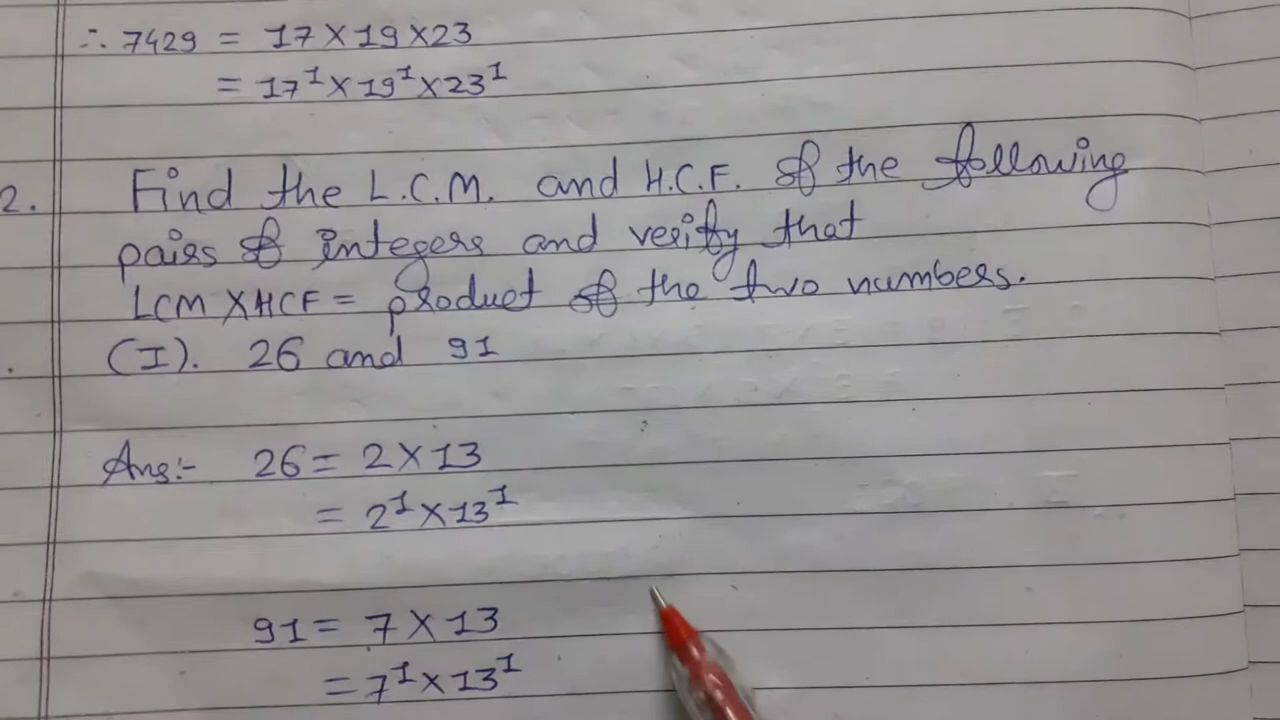 ∴ 7429 = 17×19×23
= 17¹×19¹×23¹
2. Find the L.C.M. and H.C.F. of the following
pairs of integers and verify that
LCM×HCF = product of the two numbers.
(I). 26 and 91
Ans:- 26 = 2×13
= 2¹×13¹
91 = 7×13
= 7¹×13¹